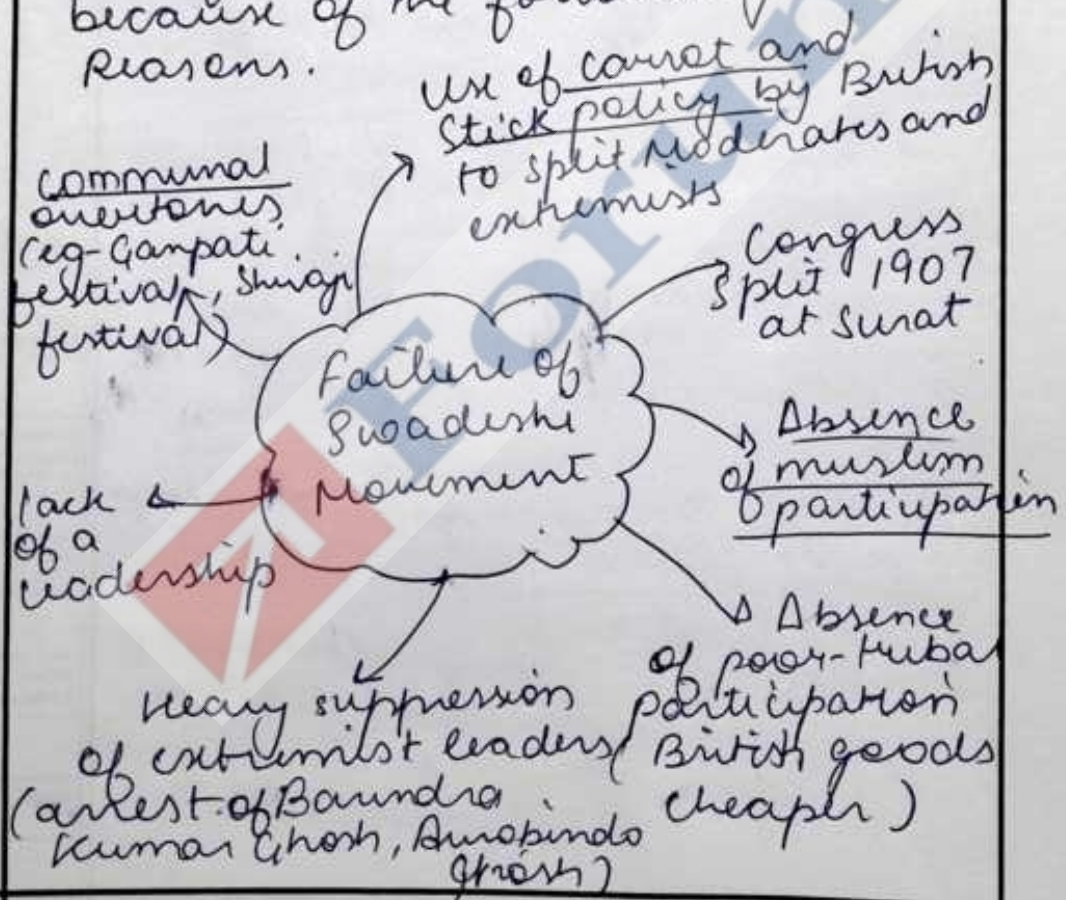 because of the
Reasons.
Use of carrot and
stick policy by British
to split Moderates and
extremists
Communal
overtones
(eg-Ganpati
festival, Shivaji
festival)
Congress
split 1907
at Surat
Failure of
Swadeshi
Movement
Absence
of muslim
participation
lack
of a
leadership
Absence
of poor-tribal
participation
(British goods
cheaper)
Heavy suppression
of extremist leaders
(arrest of Barindra
Kumar Ghosh, Aurobindo
Ghosh)
Forum